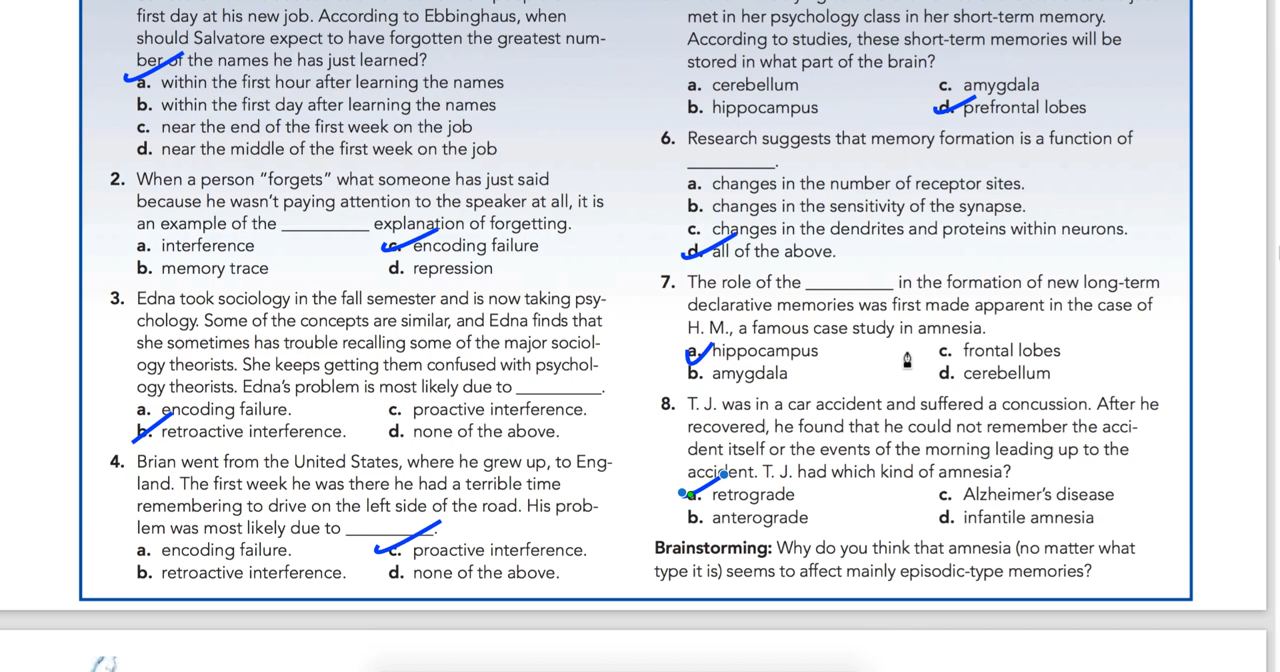 first day at his new job. According to Ebbinghaus, when
should Salvatore expect to have forgotten the greatest num-
ber of the names he has just learned?
a. within the first hour after learning the names
b. within the first day after learning the names
c. near the end of the first week on the job
d. near the middle of the first week on the job
2. When a person “forgets” what someone has just said
because he wasn’t paying attention to the speaker at all, it is
an example of the __________ explanation of forgetting.
a. interference
c. encoding failure
b. memory trace
d. repression
3. Edna took sociology in the fall semester and is now taking psy-
chology. Some of the concepts are similar, and Edna finds that
she sometimes has trouble recalling some of the major sociol-
ogy theorists. She keeps getting them confused with psychol-
ogy theorists. Edna’s problem is most likely due to __________.
a. encoding failure.
c. proactive interference.
b. retroactive interference.
d. none of the above.
4. Brian went from the United States, where he grew up, to Eng-
land. The first week he was there he had a terrible time
remembering to drive on the left side of the road. His prob-
lem was most likely due to __________.
a. encoding failure.
c. proactive interference.
b. retroactive interference.
d. none of the above.
met in her psychology class in her short-term memory.
According to studies, these short-term memories will be
stored in what part of the brain?
a. cerebellum
c. amygdala
b. hippocampus
d. prefrontal lobes
6. Research suggests that memory formation is a function of
__________.
a. changes in the number of receptor sites.
b. changes in the sensitivity of the synapse.
c. changes in the dendrites and proteins within neurons.
d. all of the above.
7. The role of the __________ in the formation of new long-term
declarative memories was first made apparent in the case of
H. M., a famous case study in amnesia.
a. hippocampus
c. frontal lobes
b. amygdala
d. cerebellum
8. T. J. was in a car accident and suffered a concussion. After he
recovered, he found that he could not remember the acci-
dent itself or the events of the morning leading up to the
accident. T. J. had which kind of amnesia?
a. retrograde
c. Alzheimer’s disease
b. anterograde
d. infantile amnesia
Brainstorming: Why do you think that amnesia (no matter what
type it is) seems to affect mainly episodic-type memories?